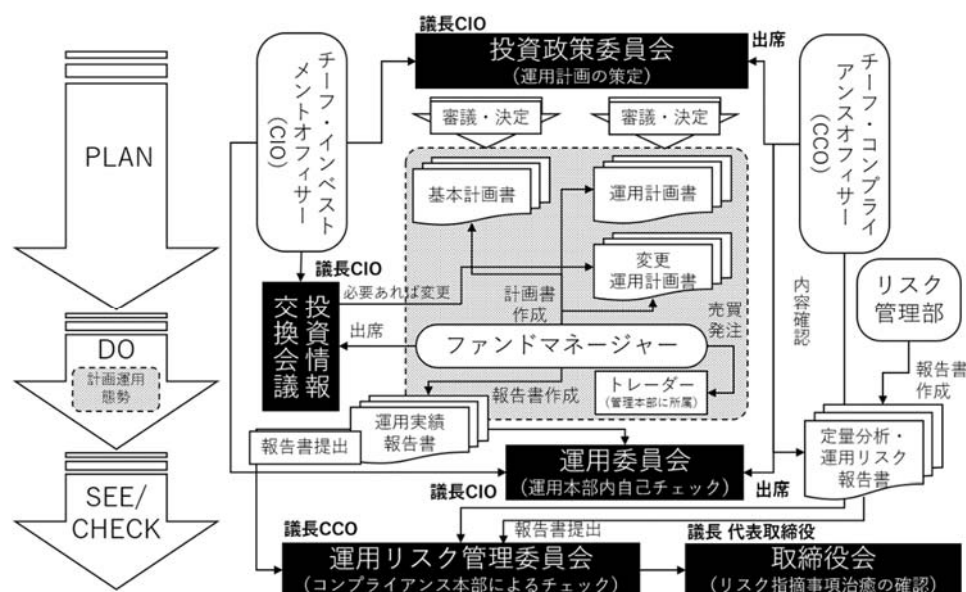 PLAN
DO
計画運用
態勢
SEE/
CHECK
チーフ・インベスト
メントオフィサー
(CIO)
議長CIO
投資政策委員会
(運用計画の策定)
出席
チーフ・コンプライ
アンスオフィサー
(CCO)
審議・決定
審議・決定
基本計画書
運用計画書
変更
運用計画書
議長CIO
必要あれば変更
投資情報
交換会議
出席
計画書
作成
売買
発注
ファンドマネージャー
トレーダー
(管理本部に所属)
内容確認
リスク
管理部
報告書
作成
報告書作成
運用実績
報告書
報告書提出
定量分析・
運用リスク
報告書
運用委員会
(運用本部内自己チェック)
議長CIO
出席
議長CCO
報告書提出
運用リスク管理委員会
(コンプライアンス本部によるチェック)
議長 代表取締役
取締役会
(リスク指摘事項治癒の確認)